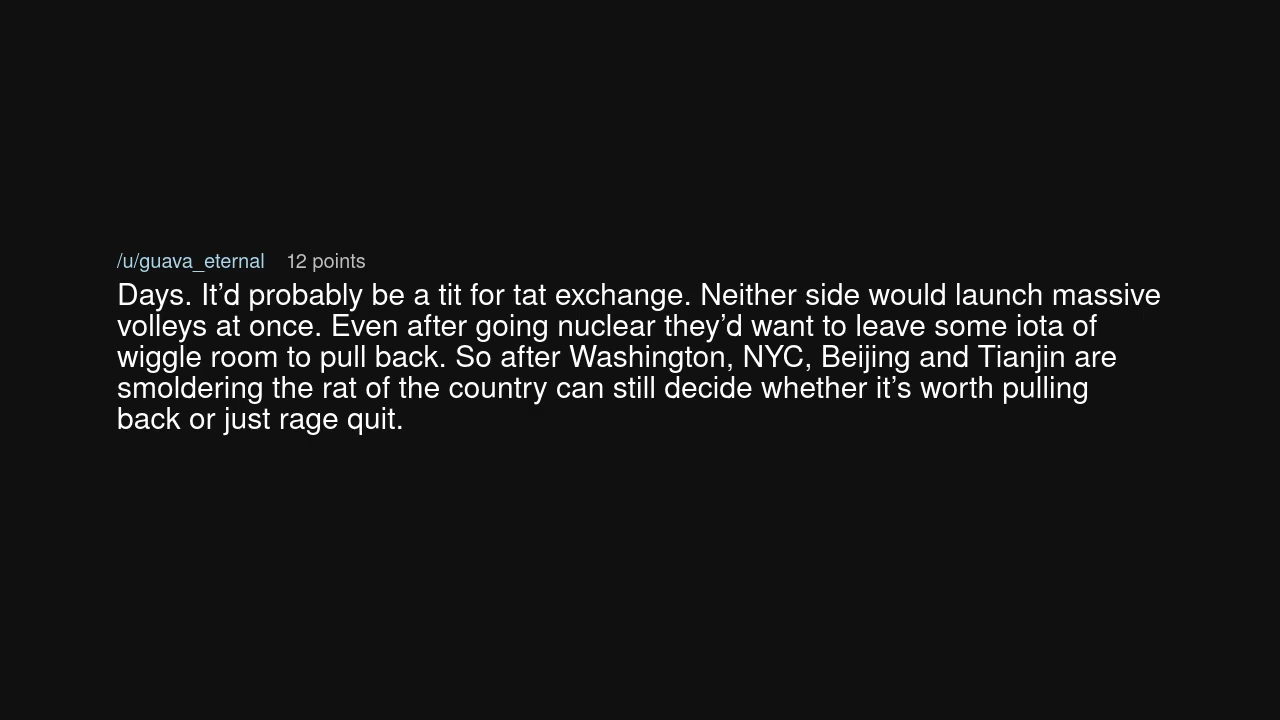 /u/guava_eternal 12 points
Days. It’d probably be a tit for tat exchange. Neither side would launch massive
volleys at once. Even after going nuclear they’d want to leave some iota of
wiggle room to pull back. So after Washington, NYC, Beijing and Tianjin are
smoldering the rat of the country can still decide whether it’s worth pulling
back or just rage quit.